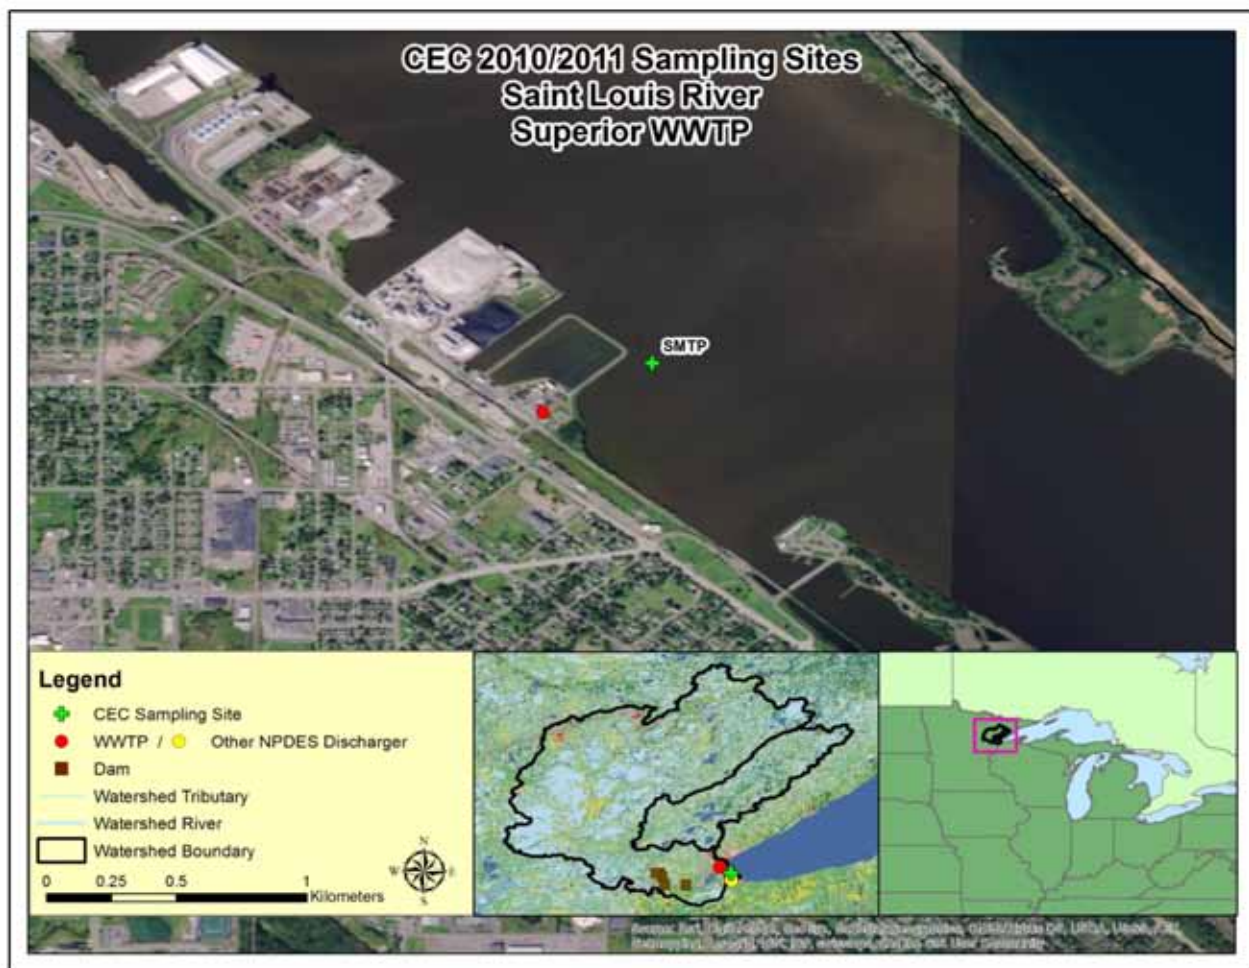 CEC 2010/2011 Sampling Sites
Saint Louis River
Superior WWTP
SMTP
Legend
CEC Sampling Site
WWTP / Other NPDES Discharger
Dam
Watershed Tributary
Watershed River
Watershed Boundary
N
W E
S
0 0.25 0.5 1
Kilometers